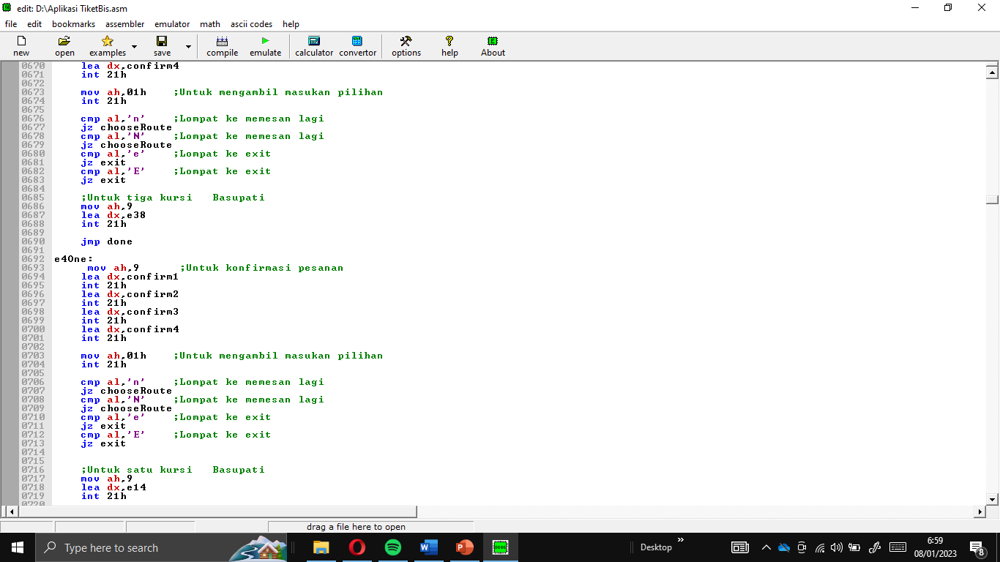 edit: D:\Aplikasi TiketBis.asm
file edit bookmarks assembler emulator math ascii codes help
new open examples save compile emulate calculator convertor options help About
0670 lea dx,confirm4
0671 int 21h
0672
0673 mov ah,01h ;Untuk mengambil masukan pilihan
0674 int 21h
0675
0676 cmp al,'n' ;Lompat ke memesan lagi
0677 jz chooseRoute
0678 cmp al,'N' ;Lompat ke memesan lagi
0679 jz chooseRoute
0680 cmp al,'e' ;Lompat ke exit
0681 jz exit
0682 cmp al,'E' ;Lompat ke exit
0683 jz exit
0684
0685 ;Untuk tiga kursi Basupati
0686 mov ah,9
0687 lea dx,e38
0688 int 21h
0689
0690 jmp done
0691
0692 e4One:
0693 mov ah,9 ;Untuk konfirmasi pesanan
0694 lea dx,confirm1
0695 int 21h
0696 lea dx,confirm2
0697 int 21h
0698 lea dx,confirm3
0699 int 21h
0700 lea dx,confirm4
0701 int 21h
0702
0703 mov ah,01h ;Untuk mengambil masukan pilihan
0704 int 21h
0705
0706 cmp al,'n' ;Lompat ke memesan lagi
0707 jz chooseRoute
0708 cmp al,'N' ;Lompat ke memesan lagi
0709 jz chooseRoute
0710 cmp al,'e' ;Lompat ke exit
0711 jz exit
0712 cmp al,'E' ;Lompat ke exit
0713 jz exit
0714
0715
0716 ;Untuk satu kursi Basupati
0717 mov ah,9
0718 lea dx,e14
0719 int 21h
0720
drag a file here to open
Type here to search
Desktop
6:59
08/01/2023
8